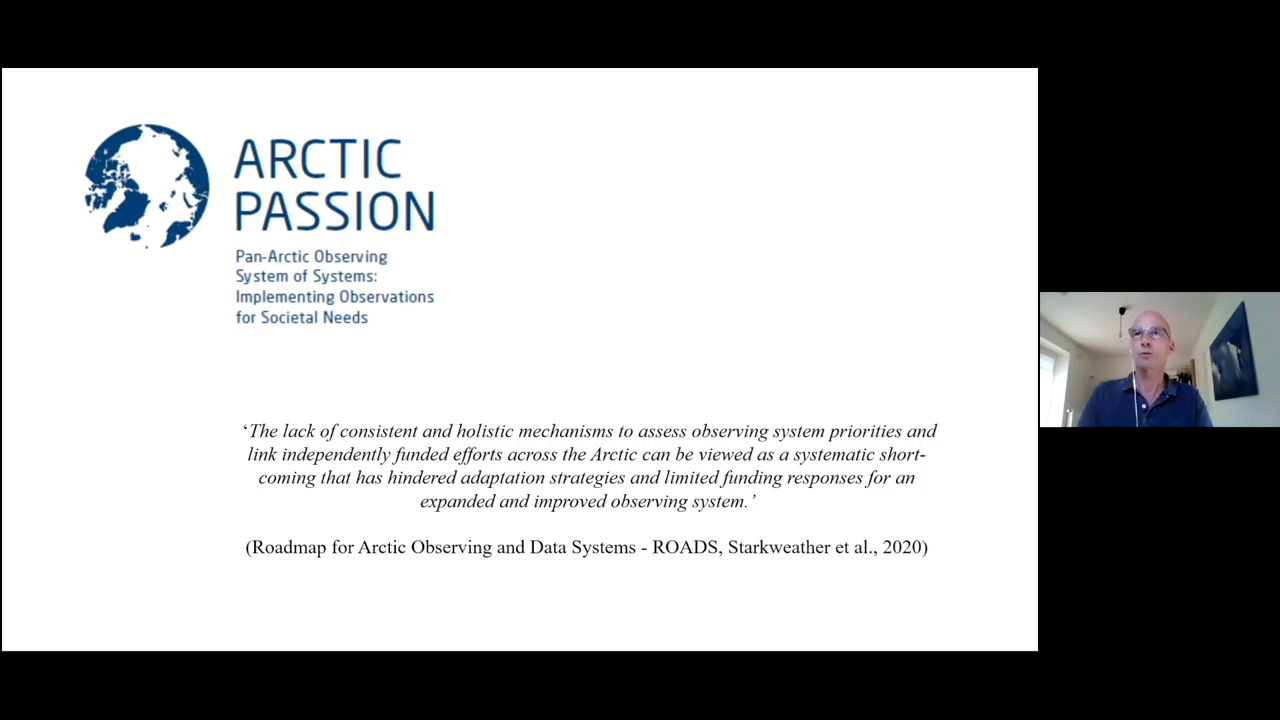 ARCTIC
PASSION
Pan-Arctic Observing
System of Systems:
Implementing Observations
for Societal Needs
‘The lack of consistent and holistic mechanisms to assess observing system priorities and
link independently funded efforts across the Arctic can be viewed as a systematic short-
coming that has hindered adaptation strategies and limited funding responses for an
expanded and improved observing system.’
(Roadmap for Arctic Observing and Data Systems - ROADS, Starkweather et al., 2020)